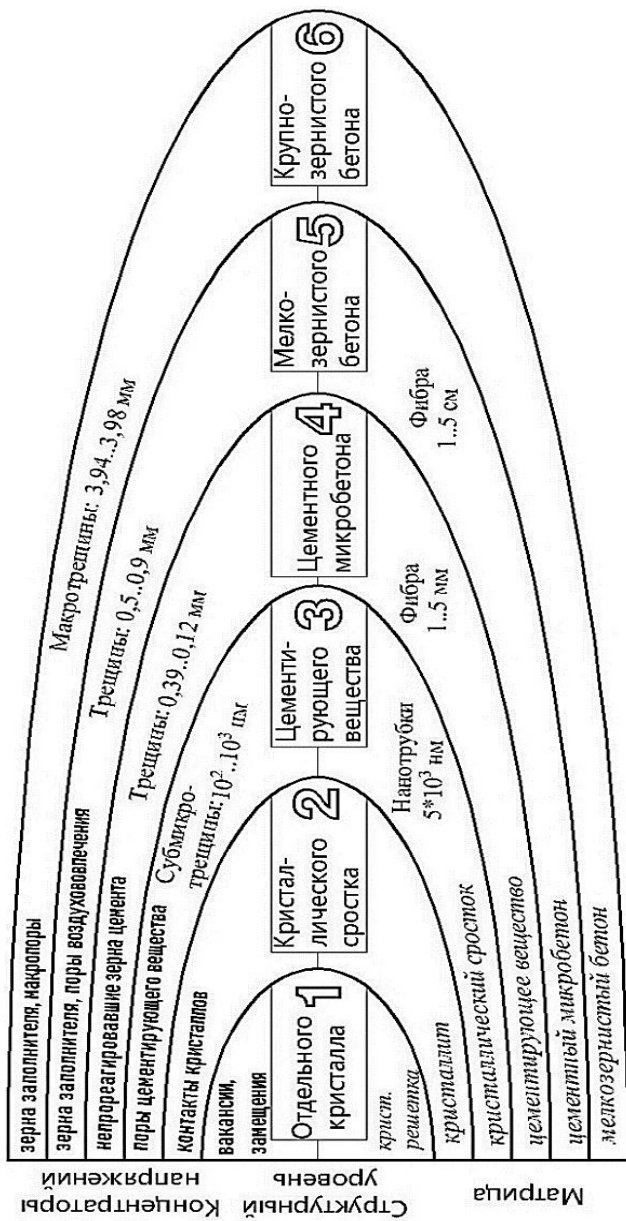 Концентраторы
напряжений
Структурный
уровень
Матрица
зерна заполнителя, макропоры
зерна заполнителя, поры воздухововлечения
непрореагировавшие зерна цемента
поры цементирующего вещества
контакты кристаллов
вакансии,
замещения
Макротрещины: 3,94..3,98 мм
Трещины: 0,5..0,9 мм
Трещины: 0,39..0,12 мм
Субмикро-
трещины: 10²..10³ нм
Отдельного
кристалла
1
Кристал-
лического
сростка
2
Цементи-
рующего
вещества
3
Цементного
микробетона
4
Мелко-
зернистого
бетона
5
Крупно-
зернистого
бетона
6
Нанотрубки
5*10³ нм
Фибра
1..5 мм
Фибра
1..5 см
крист.
решетка
кристаллит
кристаллический сросток
цементирующее вещество
цементный микробетон
мелкозернистый бетон